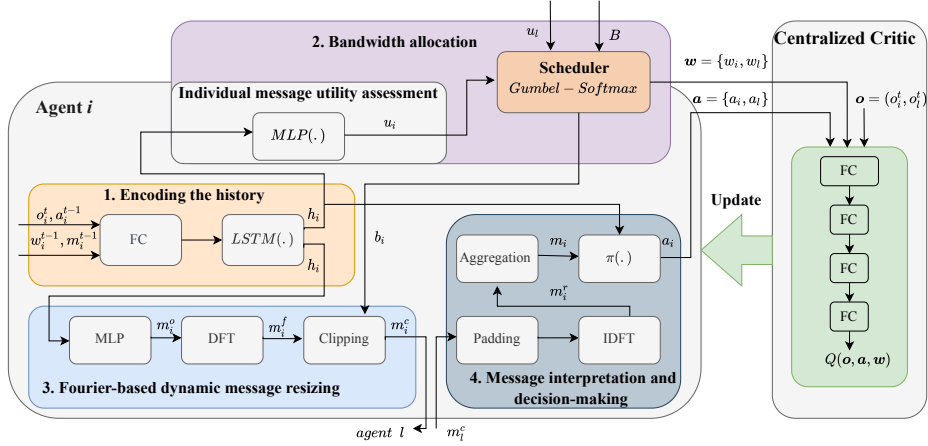 u_l
B
2. Bandwidth allocation
Centralized Critic
Scheduler
Gumbel – Softmax
w = {w_i, w_l}
Agent i
Individual message utility assessment
a = {a_i, a_l}
o = (o_i^t, o_l^t)
MLP(.)
u_i
FC
1. Encoding the history
Update
o_i^t, a_i^{t-1}
w_i^{t-1}, m_i^{t-1}
FC
LSTM(.)
h_i
h_i
b_i
Aggregation
m_i
π(.)
a_i
m_i^r
FC
FC
FC
Q(o, a, w)
MLP
m_i^o
DFT
m_i^f
Clipping
m_i^c
Padding
IDFT
3. Fourier-based dynamic message resizing
4. Message interpretation and
decision-making
agent l
m_l^c